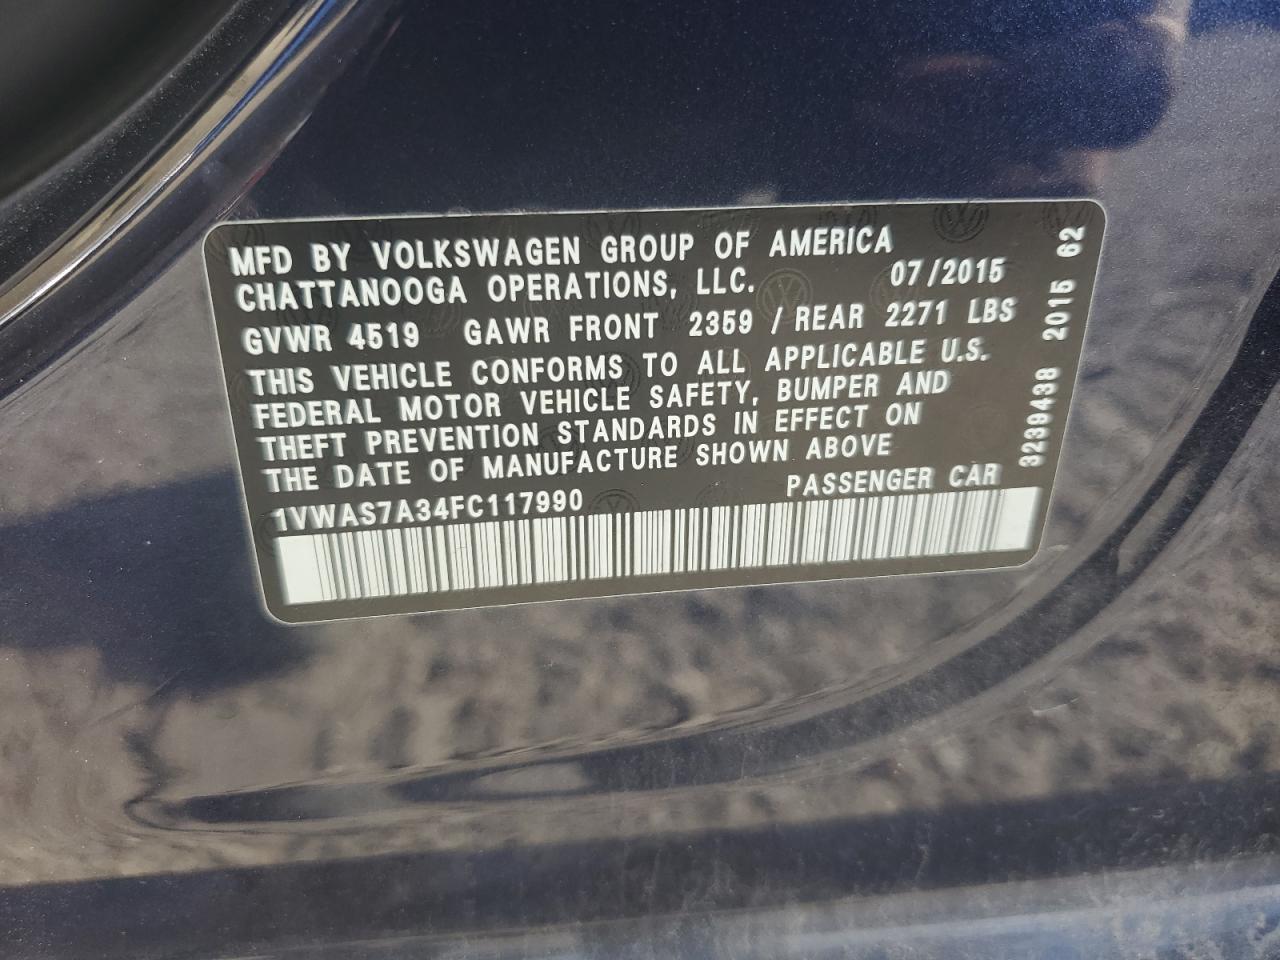 MFD BY VOLKSWAGEN GROUP OF AMERICA
CHATTANOOGA OPERATIONS, LLC. 07/2015
GVWR 4519 GAWR FRONT 2359 / REAR 2271 LBS
THIS VEHICLE CONFORMS TO ALL APPLICABLE U.S.
FEDERAL MOTOR VEHICLE SAFETY, BUMPER AND
THEFT PREVENTION STANDARDS IN EFFECT ON
THE DATE OF MANUFACTURE SHOWN ABOVE
1VWAS7A34FC117990 PASSENGER CAR
3239438 2015 62